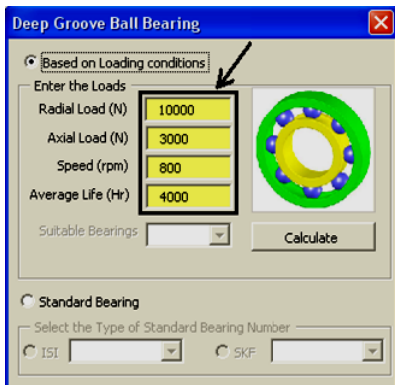 Deep Groove Ball Bearing
Based on Loading conditions
Enter the Loads
Radial Load (N) 10000
Axial Load (N) 3000
Speed (rpm) 800
Average Life (Hr) 4000
Suitable Bearings
Calculate
Standard Bearing
Select the Type of Standard Bearing Number
ISI SKF